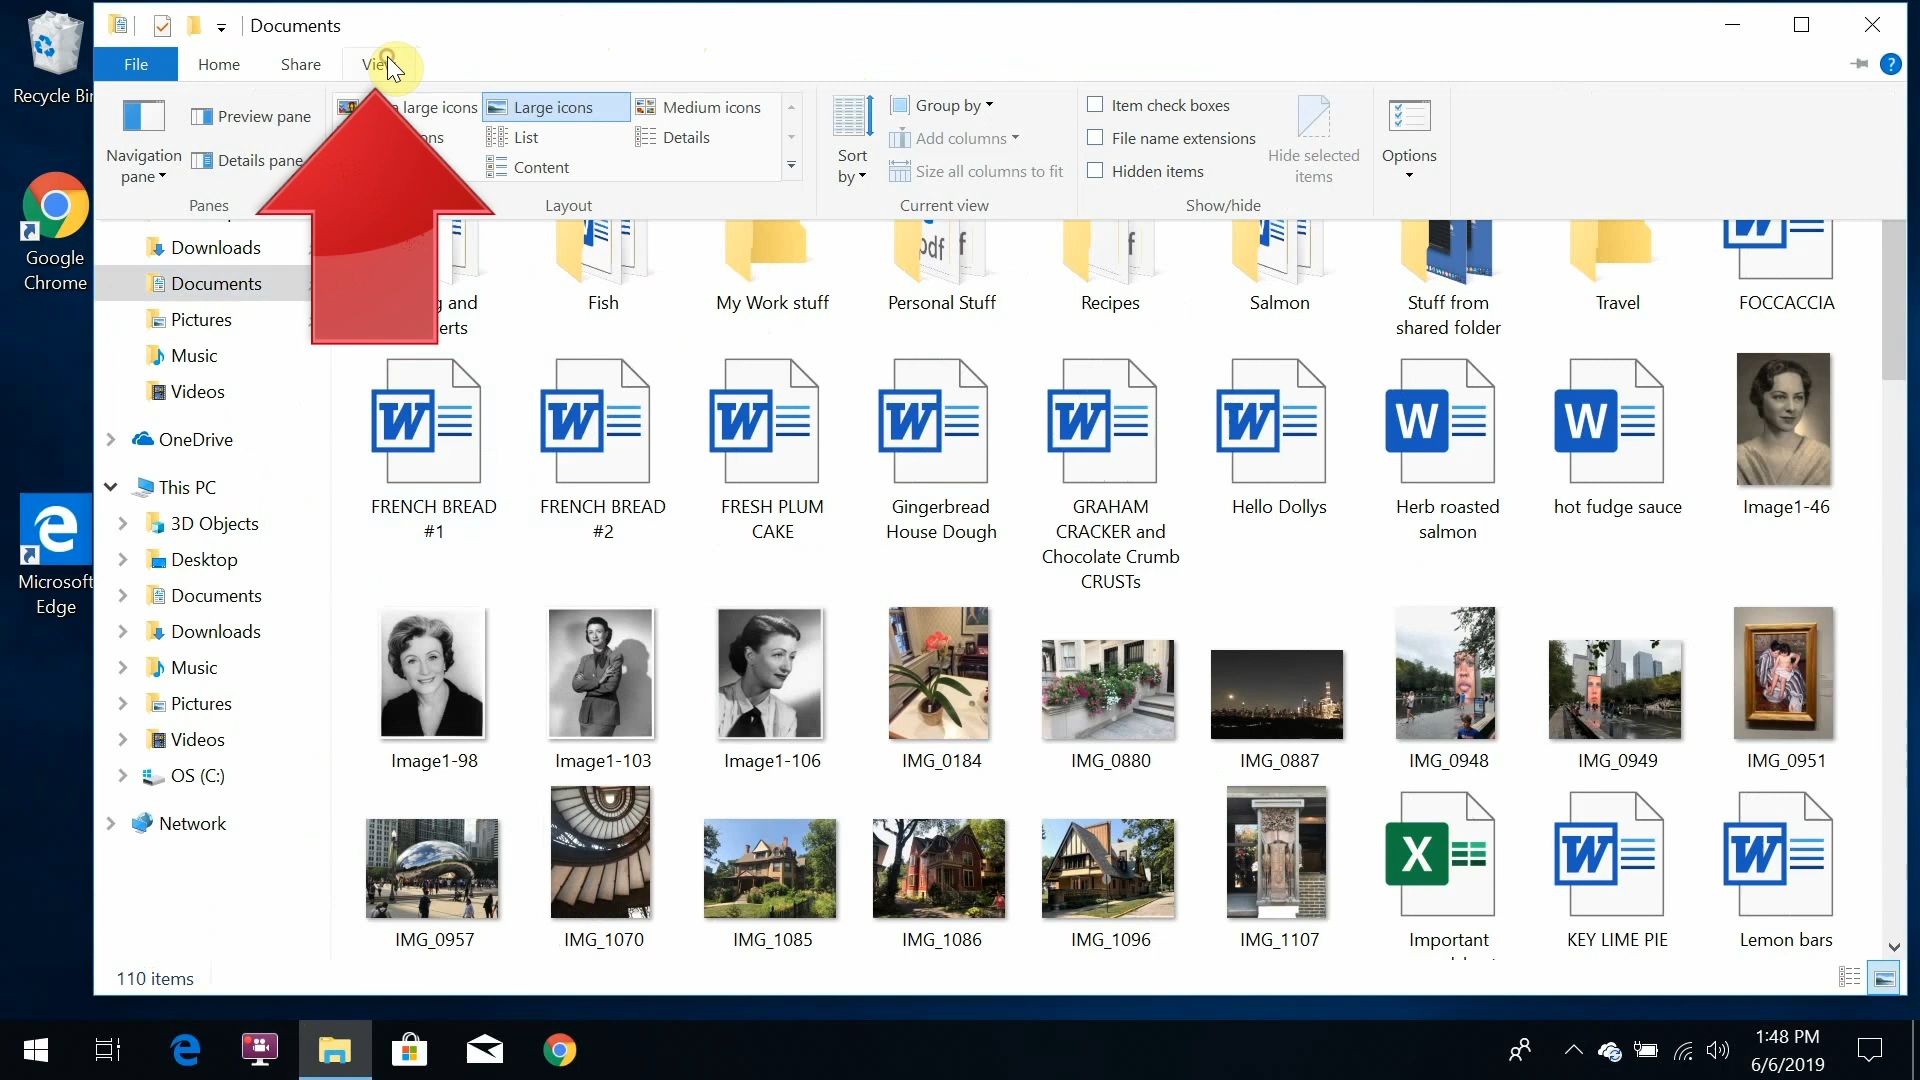 Documents
File
Home
Share
Recycle Bin
Google
Chrome
Microsoft
Edge
Navigation
pane
Preview pane
Details pane
Panes
large icons
Large icons
Medium icons
List
Details
Content
Layout
Sort
by
Group by
Add columns
Size all columns to fit
Current view
Item check boxes
File name extensions
Hidden items
Hide selected
items
Show/hide
Options
Downloads
Documents
Pictures
Music
Videos
OneDrive
This PC
3D Objects
Desktop
Documents
Downloads
Music
Pictures
Videos
OS (C:)
Network
and
Fish
My Work stuff
Personal Stuff
Recipes
Salmon
Stuff from
shared folder
Travel
FOCCACCIA
FRENCH BREAD
#1
FRENCH BREAD
#2
FRESH PLUM
CAKE
Gingerbread
House Dough
GRAHAM
CRACKER and
Chocolate Crumb
CRUSTs
Hello Dollys
Herb roasted
salmon
hot fudge sauce
Image1-46
Image1-98
Image1-103
Image1-106
IMG_0184
IMG_0880
IMG_0887
IMG_0948
IMG_0949
IMG_0951
IMG_0957
IMG_1070
IMG_1085
IMG_1086
IMG_1096
IMG_1107
Important
KEY LIME PIE
Lemon bars
110 items
1:48 PM
6/6/2019